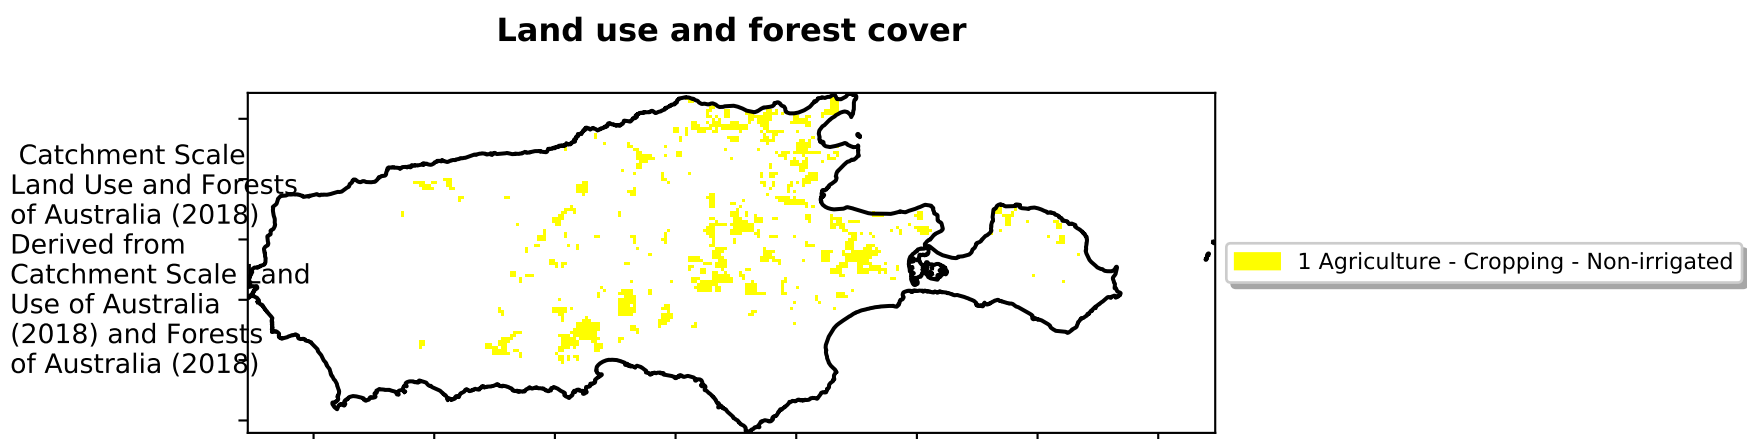 Land use and forest cover
Catchment Scale
Land Use and Forests
of Australia (2018)
Derived from
Catchment Scale Land
Use of Australia
(2018) and Forests
of Australia (2018)
1 Agriculture - Cropping - Non-irrigated